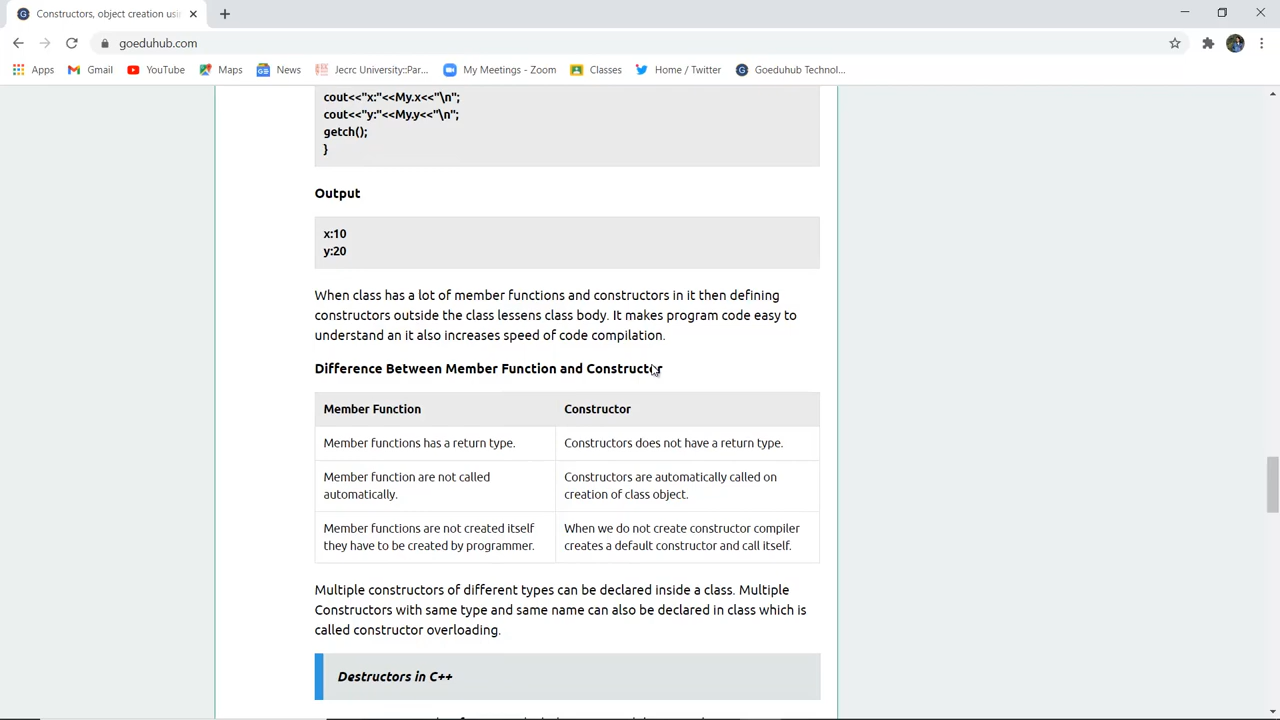 Constructors, object creation usi
goeduhub.com
Apps Gmail YouTube Maps News Jecrc University::Par... My Meetings - Zoom Classes Home / Twitter Goeduhub Technol...
cout<<"x:"<<My.x<<"\n";
cout<<"y:"<<My.y<<"\n";
getch();
}
Output
x:10
y:20
When class has a lot of member functions and constructors in it then defining
constructors outside the class lessens class body. It makes program code easy to
understand an it also increases speed of code compilation.
Difference Between Member Function and Constructor
Member Function Constructor
Member functions has a return type. Constructors does not have a return type.
Member function are not called
automatically.
Constructors are automatically called on
creation of class object.
Member functions are not created itself
they have to be created by programmer.
When we do not create constructor compiler
creates a default constructor and call itself.
Multiple constructors of different types can be declared inside a class. Multiple
Constructors with same type and same name can also be declared in class which is
called constructor overloading.
Destructors in C++